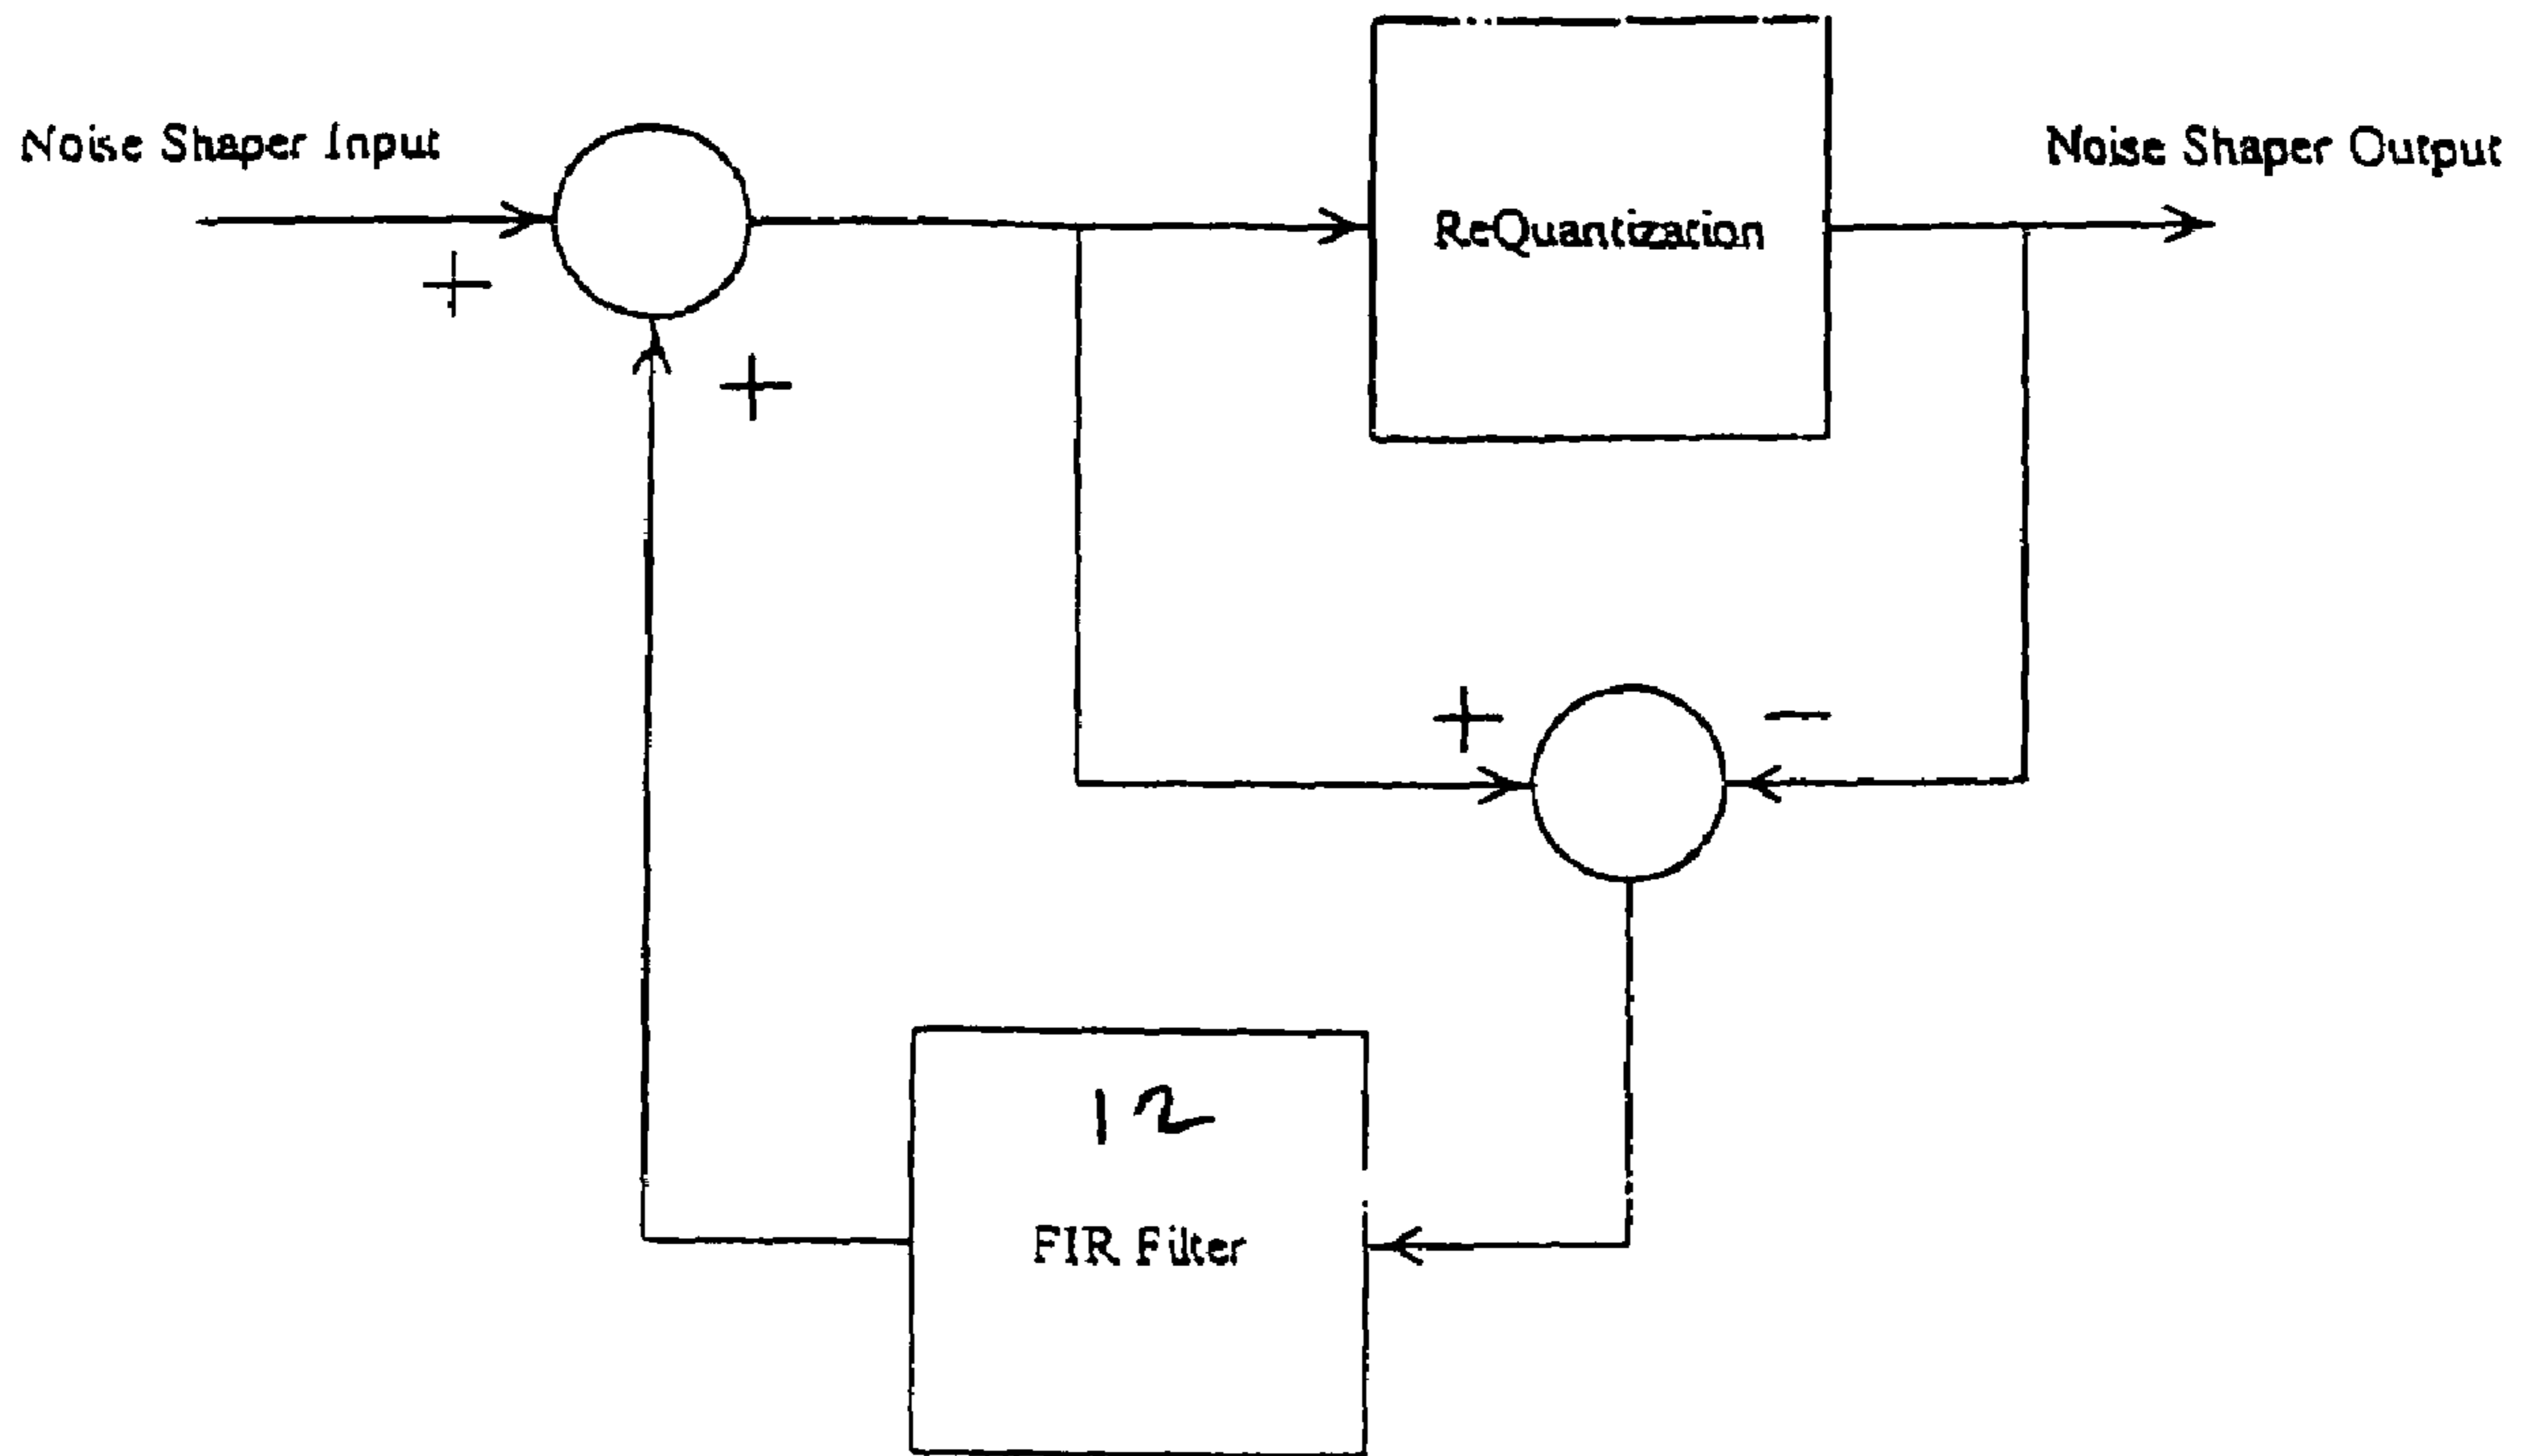 Noise Shaper Input
Noise Shaper Output
ReQuantization
+
+
+ −
12
FIR Filter